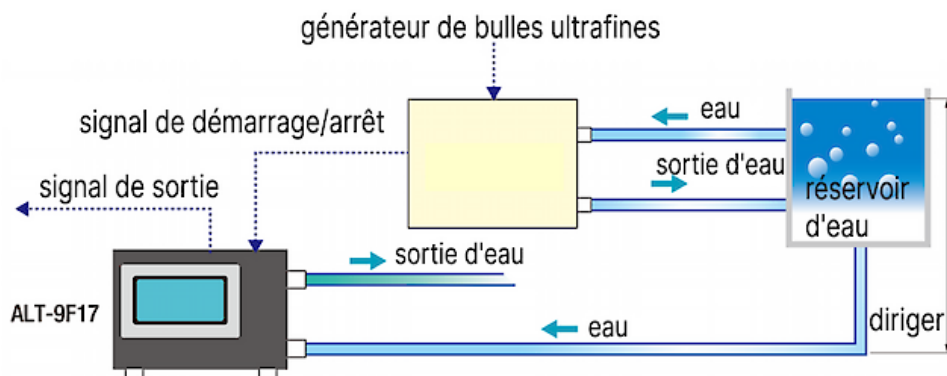 générateur de bulles ultrafines
eau
signal de démarrage/arrêt
sortie d'eau
signal de sortie
réservoir
d'eau
sortie d'eau
ALT-9F17
eau
diriger